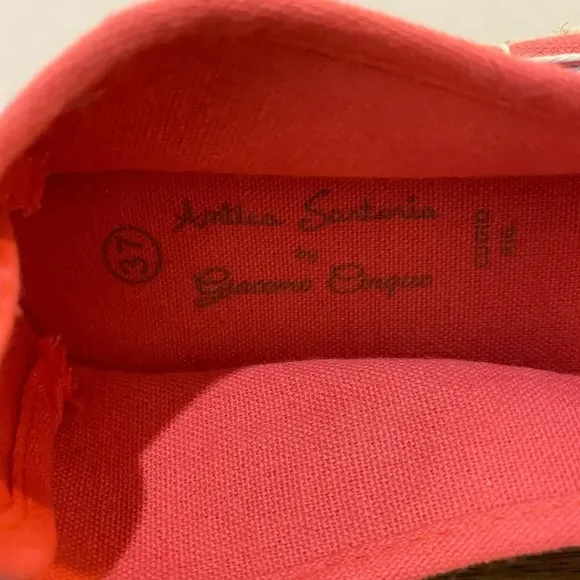 37
Antica Sartoria
by
Giacomo Cinque